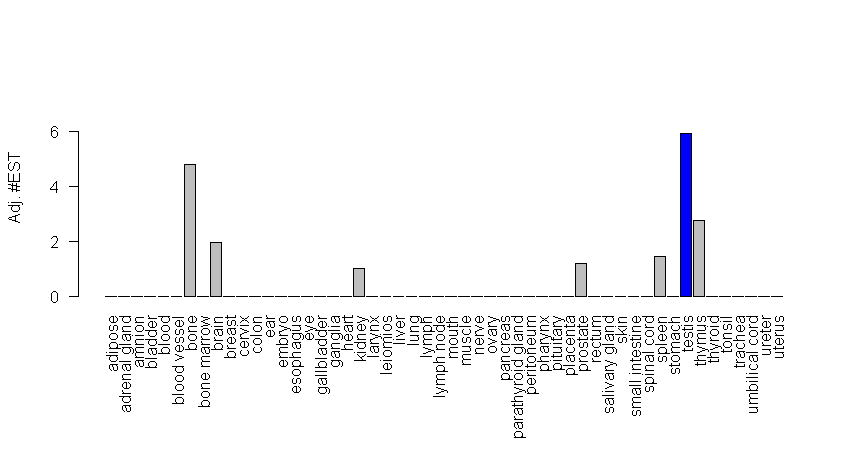 Adj. #EST
6
4
2
0
adipose
adrenal gland
amnion
bladder
blood
blood vessel
bone
bone marrow
brain
breast
cervix
colon
ear
embryo
esophagus
eye
gallbladder
ganglia
heart
kidney
larynx
leiomios
liver
lung
lymph
lymph node
mouth
muscle
nerve
ovary
pancreas
parathyroid gland
peritoneum
pharynx
pituitary
placenta
prostate
rectum
salivary gland
skin
small intestine
spinal cord
spleen
stomach
testis
thymus
thyroid
tonsil
trachea
umbilical cord
ureter
uterus